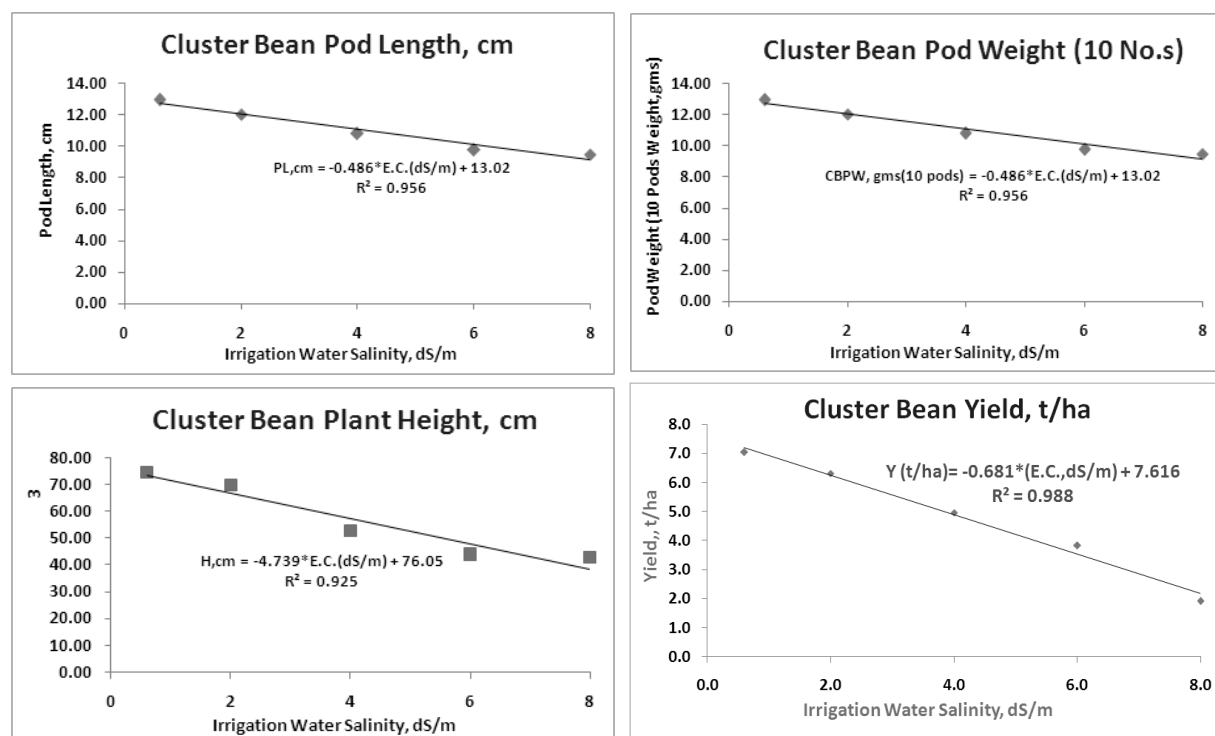 Cluster Bean Pod Length, cm
14.00
12.00
10.00
8.00
6.00
4.00
2.00
0.00
Pod Length, cm
PL,cm = -0.486*E.C.(dS/m) + 13.02
R² = 0.956
0 2 4 6 8
Irrigation Water Salinity, dS/m
Cluster Bean Pod Weight (10 No.s)
14.00
12.00
10.00
8.00
6.00
4.00
2.00
0.00
Pod Weight (10 Pods Weight,gms)
CBPW, gms(10 pods) = -0.486*E.C.(dS/m) + 13.02
R² = 0.956
0 2 4 6 8
Irrigation Water Salinity, dS/m
Cluster Bean Plant Height, cm
80.00
70.00
60.00
50.00
40.00
30.00
20.00
10.00
0.00
3
H,cm = -4.739*E.C.(dS/m) + 76.05
R² = 0.925
0 2 4 6 8
Irrigation Water Salinity, dS/m
Cluster Bean Yield, t/ha
8.0
7.0
6.0
5.0
4.0
3.0
2.0
1.0
0.0
Yield,, t/ha
Y (t/ha)= -0.681*(E.C.,dS/m) + 7.616
R² = 0.988
0.0 2.0 4.0 6.0 8.0
Irrigation Water Salinity, dS/m